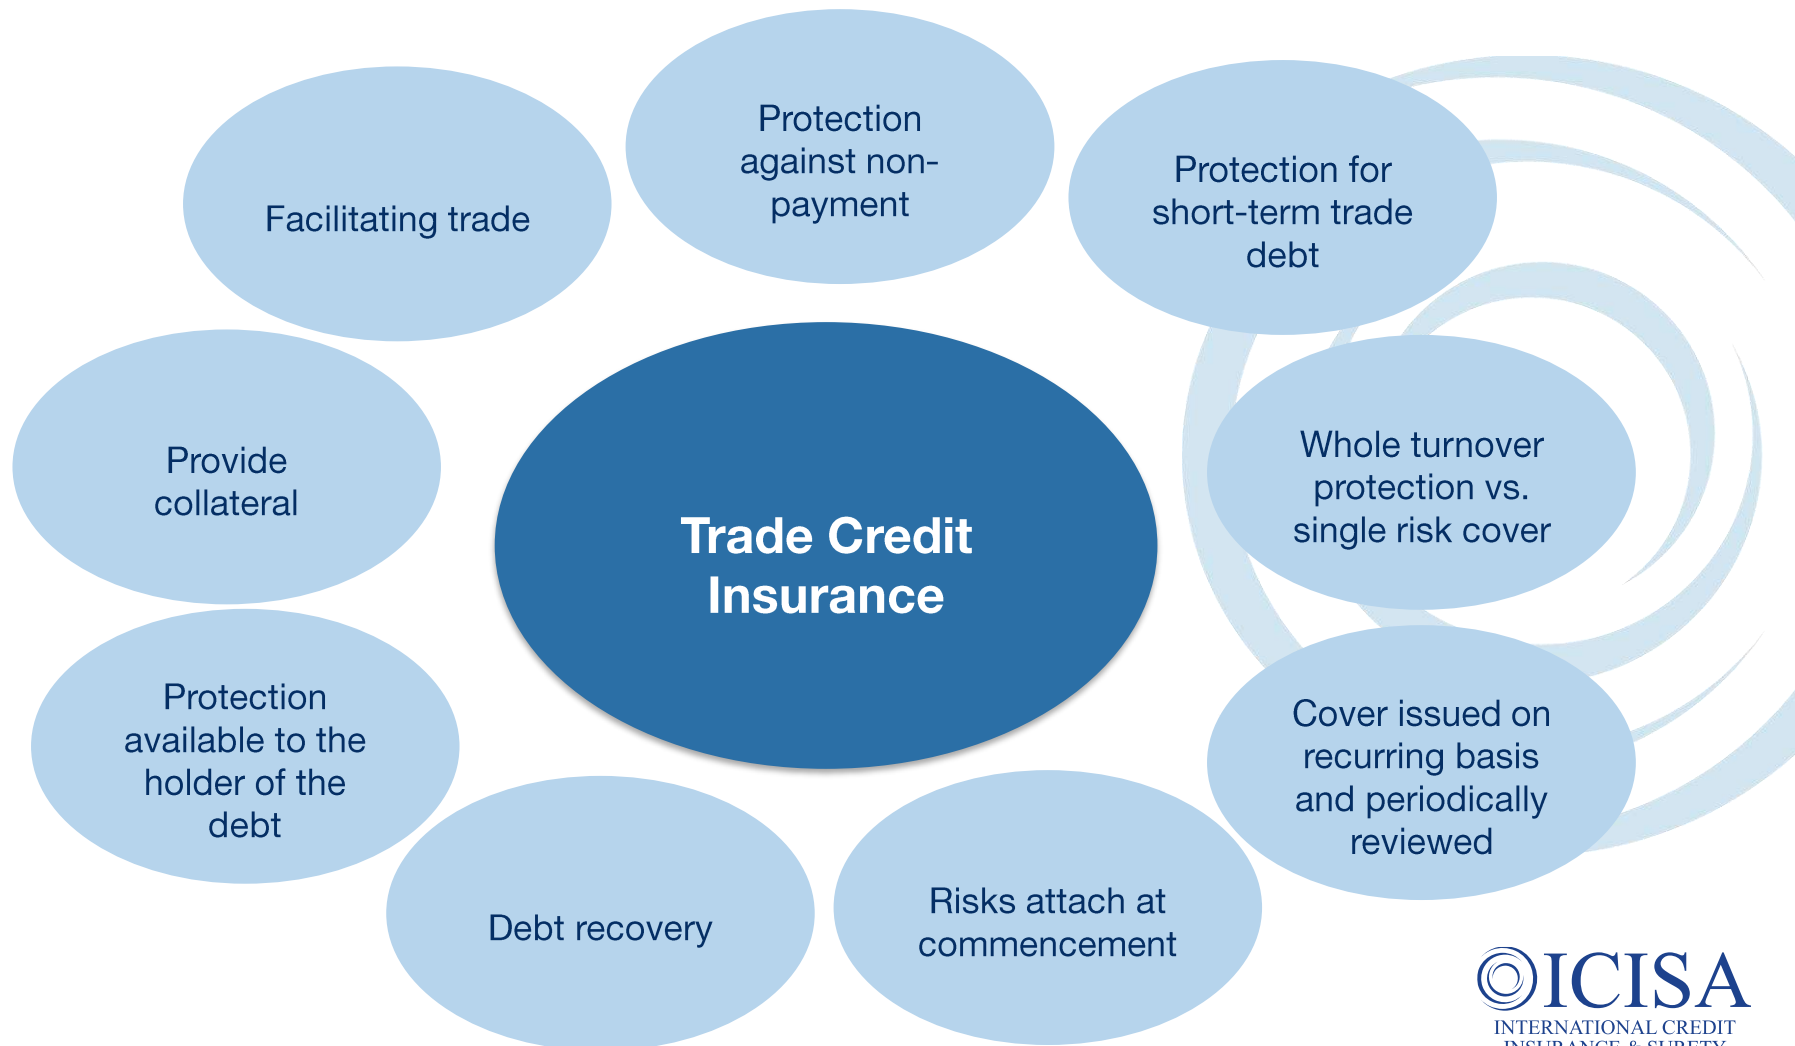 Protection
against non-
payment
Facilitating trade
Protection for
short-term trade
debt
Provide
collateral
Trade Credit
Insurance
Whole turnover
protection vs.
single risk cover
Protection
available to the
holder of the
debt
Cover issued on
recurring basis
and periodically
reviewed
Debt recovery
Risks attach at
commencement
ICISA
INTERNATIONAL CREDIT
INSURANCE & SURETY